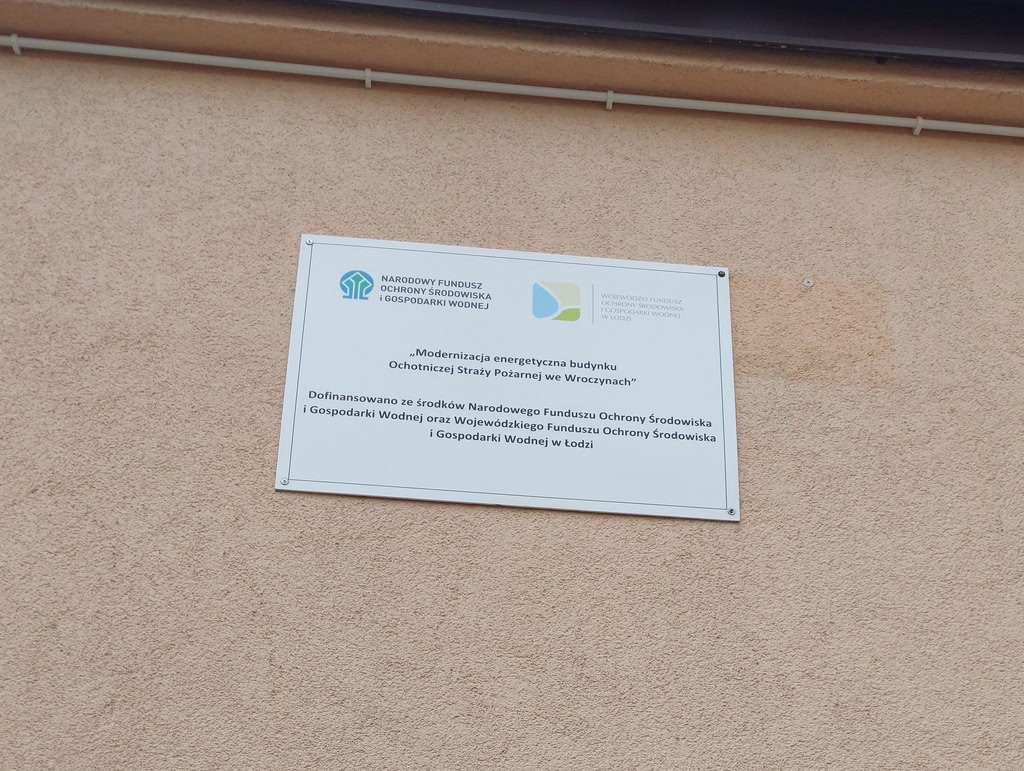 NARODOWY FUNDUSZ
OCHRONY ŚRODOWISKA
i GOSPODARKI WODNEJ
WOJEWÓDZKI FUNDUSZ
OCHRONY ŚRODOWISKA
I GOSPODARKI WODNEJ
W ŁODZI
„Modernizacja energetyczna budynku
Ochotniczej Straży Pożarnej we Wroczynach”
Dofinansowano ze środków Narodowego Funduszu Ochrony Środowiska
i Gospodarki Wodnej oraz Wojewódzkiego Funduszu Ochrony Środowiska
i Gospodarki Wodnej w Łodzi